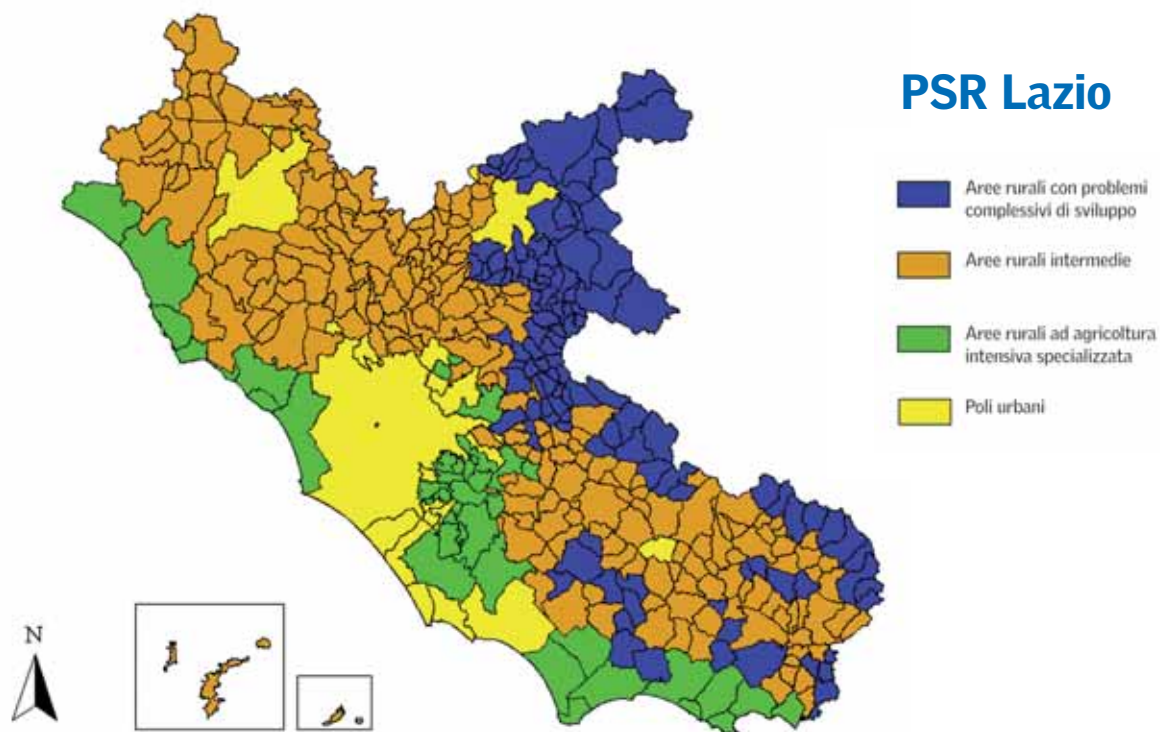 PSR Lazio
Aree rurali con problemi
complessivi di sviluppo
Aree rurali intermedie
Aree rurali ad agricoltura
intensiva specializzata
Poli urbani
N